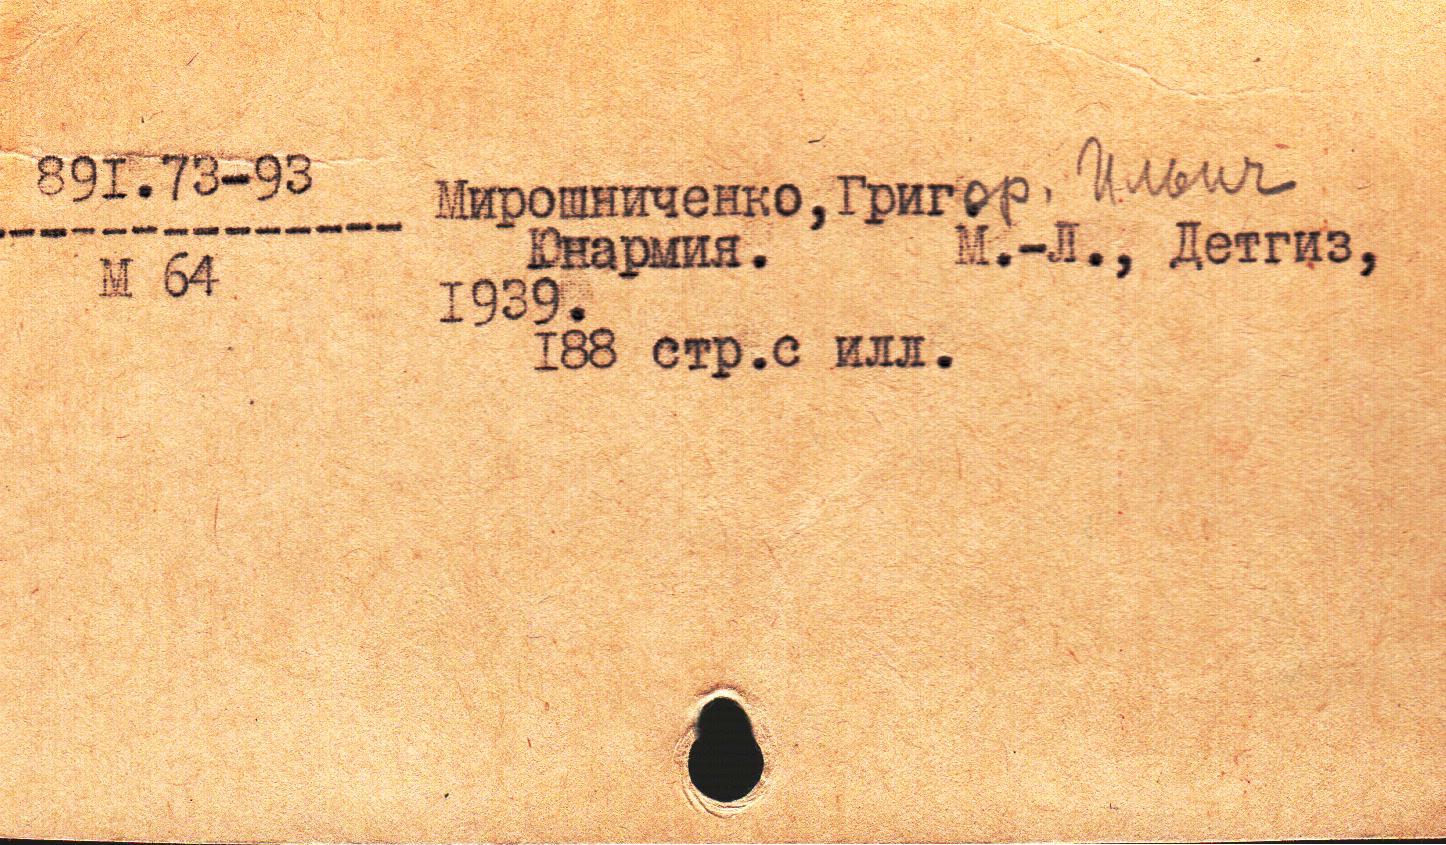 891.73-93
М 64
Мирошниченко,Григор. Ильич
Юнармия. М.-Л., Детгиз,
1939.
188 стр.с илл.